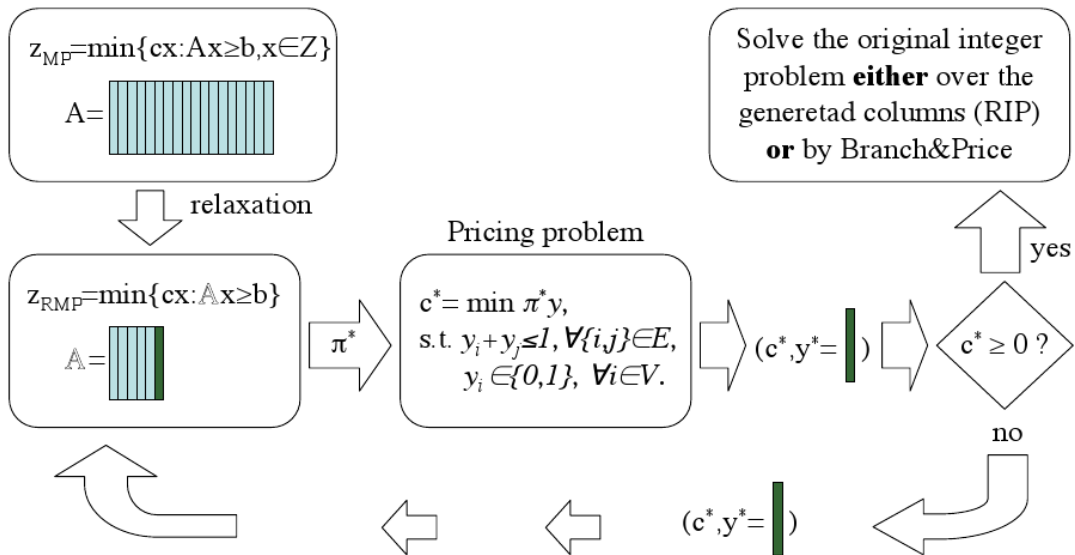 z_MP=min{cx:Ax≥b,x∈Z}
A=
relaxation
z_RMP=min{cx:𝔸x≥b}
𝔸=
π*
Pricing problem
c*= min π*y,
s.t. y_i+y_j≤1, ∀{i,j}∈E,
y_i∈{0,1}, ∀i∈V.
(c*,y*= )
c* ≥ 0 ?
yes
Solve the original integer
problem either over the
generetad columns (RIP)
or by Branch&Price
no
(c*,y*= )